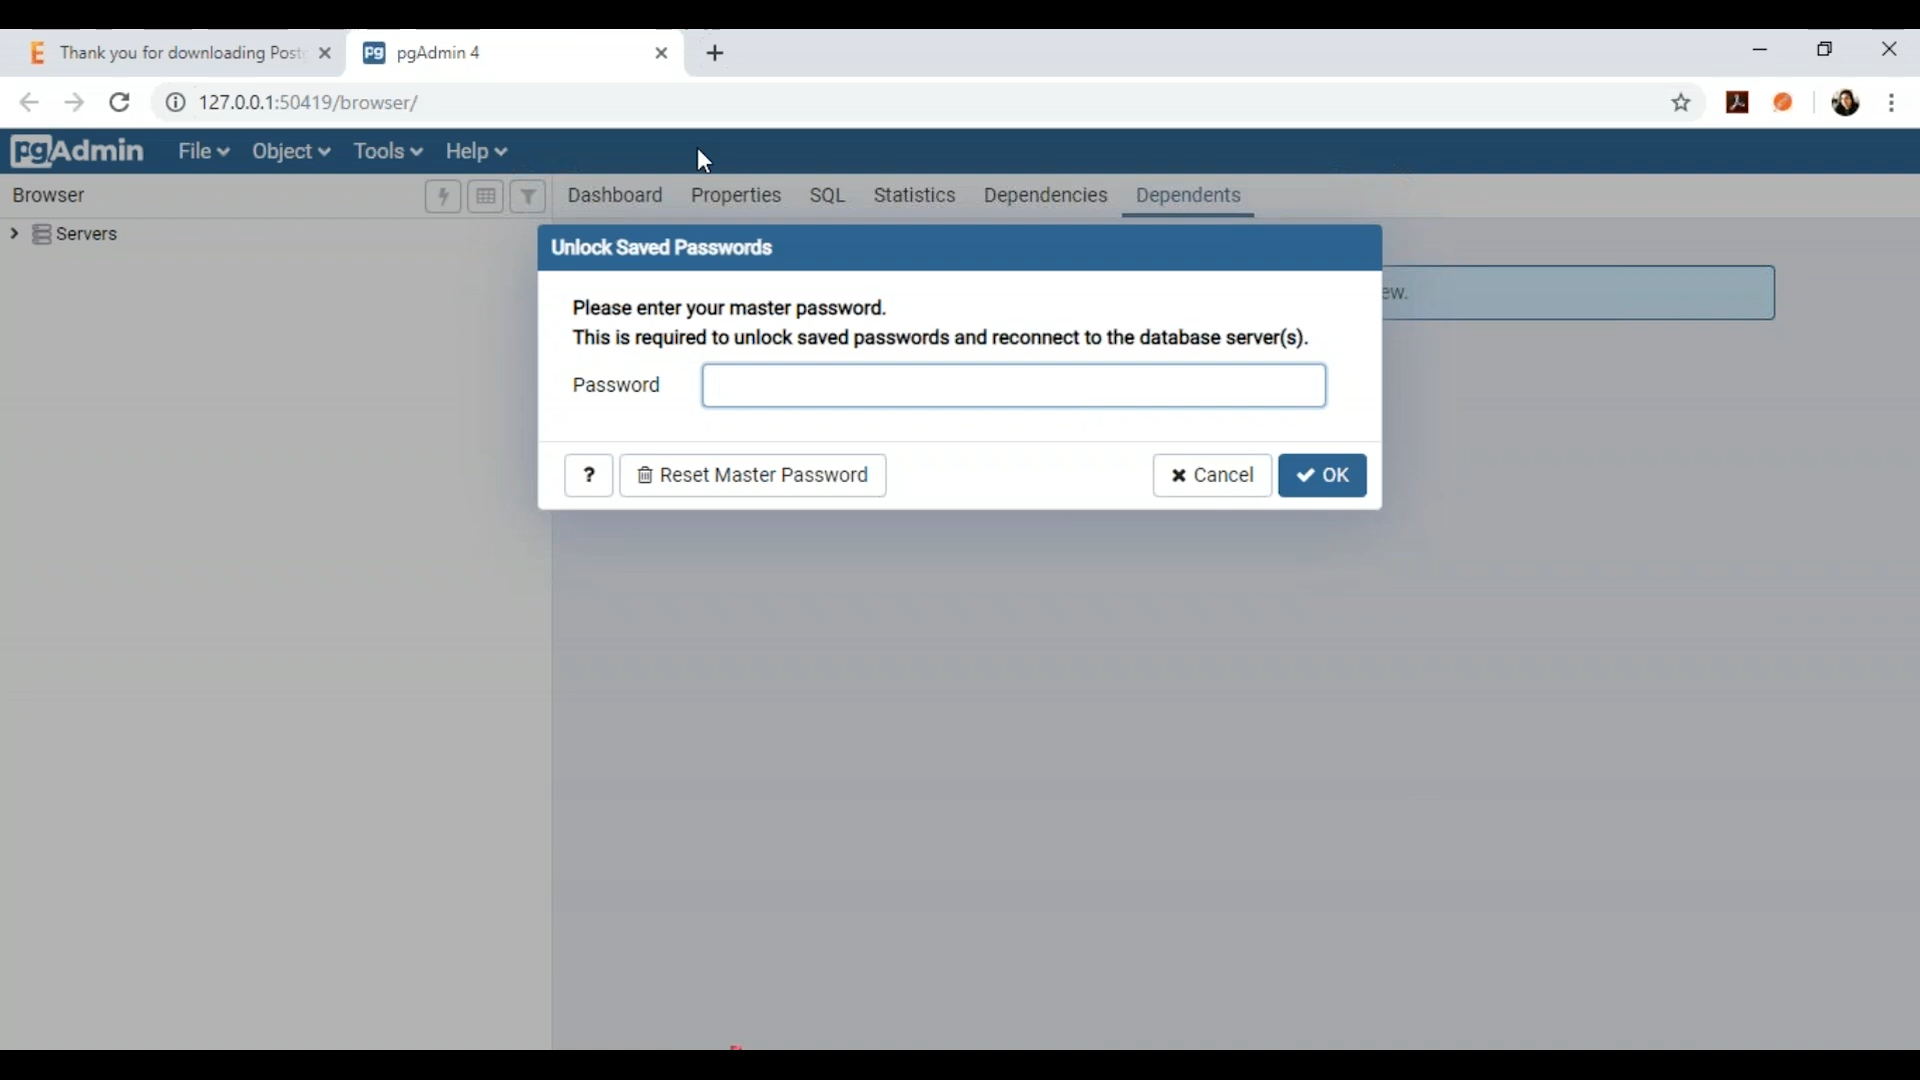 Thank you for downloading Post
pgAdmin 4
127.0.0.1:50419/browser/
pgAdmin File Object Tools Help
Browser
Dashboard Properties SQL Statistics Dependencies Dependents
Servers
Unlock Saved Passwords
ew.
Please enter your master password.
This is required to unlock saved passwords and reconnect to the database server(s).
Password
? Reset Master Password Cancel OK